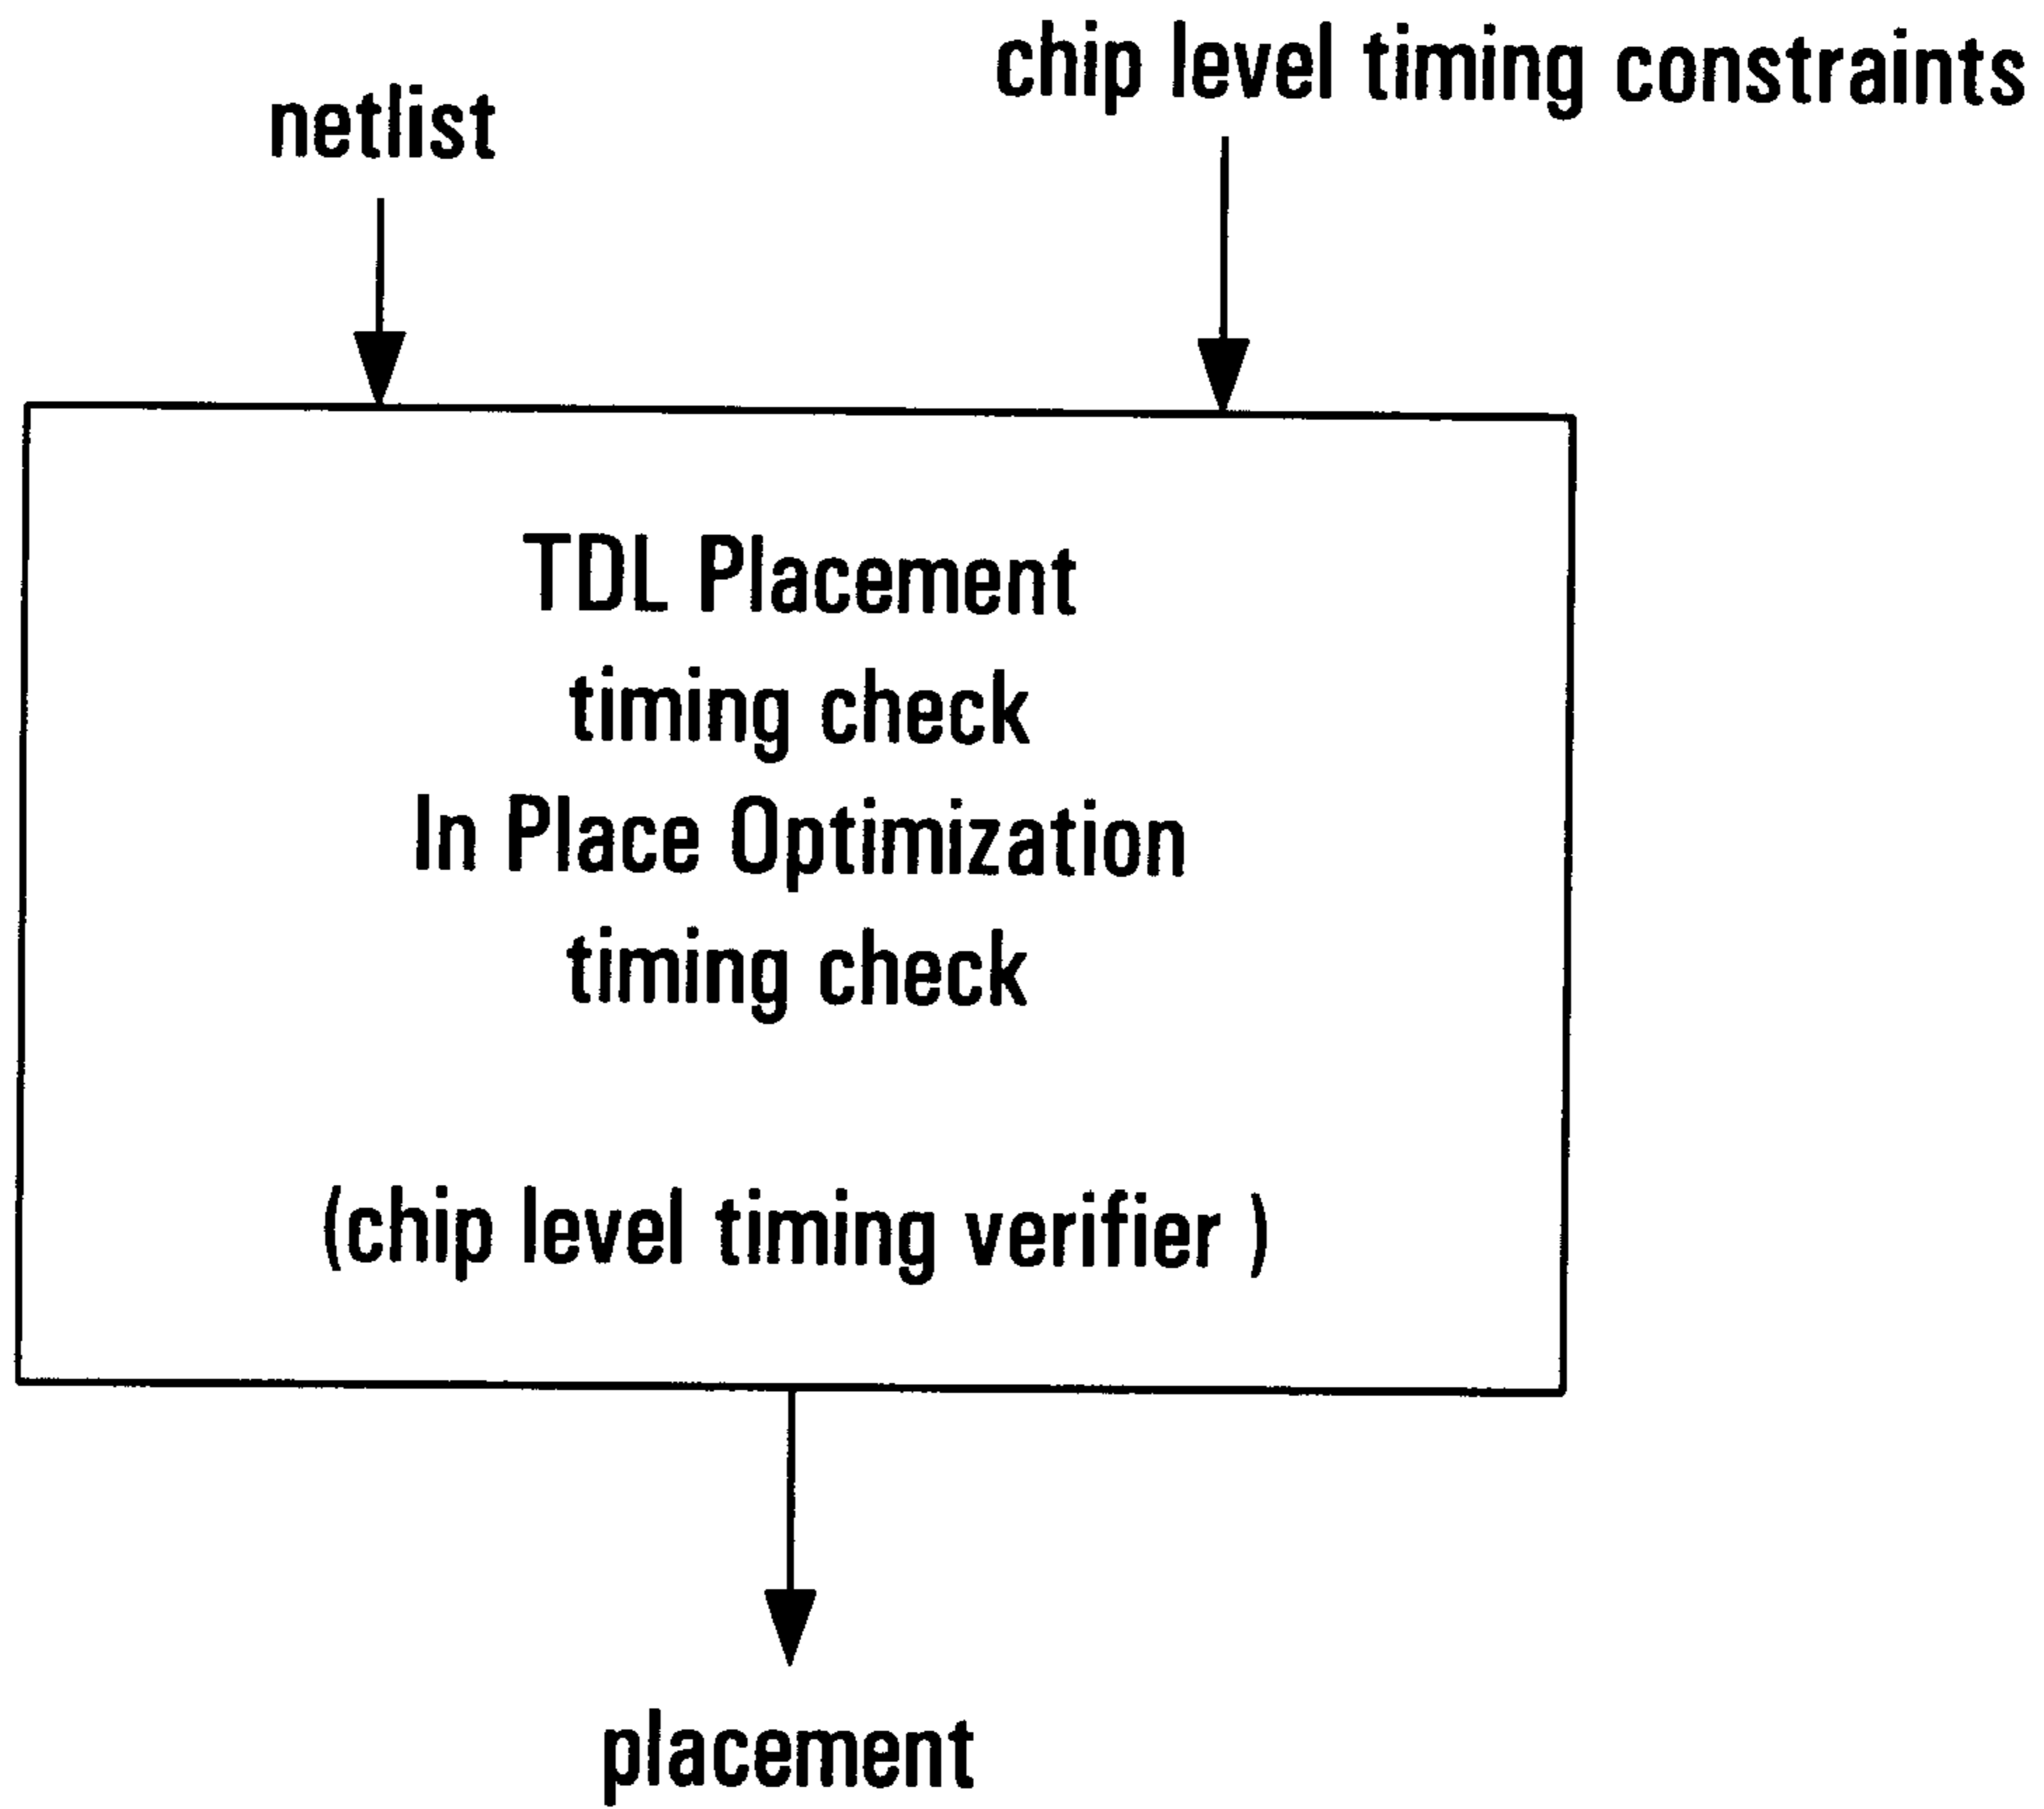 chip level timing constraints
netlist
TDL Placement
timing check
In Place Optimization
timing check
(chip level timing verifier )
placement